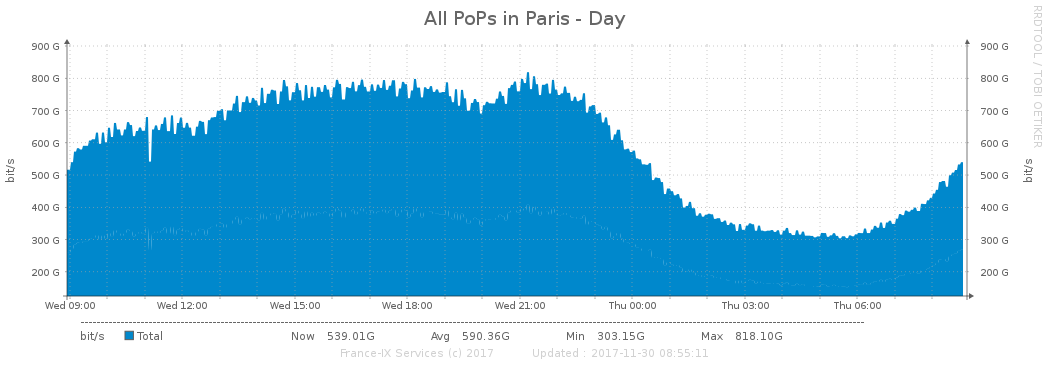 All PoPs in Paris - Day
RRDTOOL / TOBI OETIKER
900 G 900 G
800 G 800 G
700 G 700 G
600 G 600 G
500 G 500 G
400 G 400 G
300 G 300 G
200 G 200 G
bit/s bit/s
Wed 09:00 Wed 12:00 Wed 15:00 Wed 18:00 Wed 21:00 Thu 00:00 Thu 03:00 Thu 06:00
bit/s Total Now 539.01G Avg 590.36G Min 303.15G Max 818.10G
France-IX Services (c) 2017 Updated : 2017-11-30 08:55:11